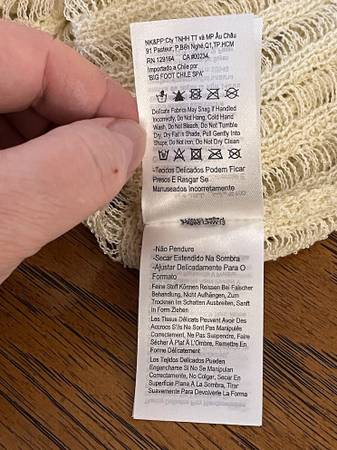 NK&PP:Cty TNHH TT và MP Âu Châu
91 Pasteur, P.Bến Nghé,Q1,TP.HCM
RN 129164 CA #00234
Importado a Chile por
'BIG FOOT CHILE SPA'
Delicate Fabrics May Snag If Handled
Incorrectly, Do Not Hang, Cold Hand
Wash, Do Not Bleach, Do Not Tumble
Dry, Dry Flat In Shade, Pull Gently Into
Shape, Do Not Iron, Do Not Dry Clean
-Tecidos Delicados Podem Ficar
Presos E Rasgar Se
Manuseados Incorretamente
-Não Pendure
-Secar Estendido Na Sombra
-Ajustar Delicadamente Para O
Formato
Feine Stoff Können Reissen Bei Falscher
Behandlung, Nicht Aufhängen, Zum
Trocknen Im Schatten Ausbreiten, Sanft
In Form Ziehen
Les Tissus Délicats Peuvent Avoir Des
Accrocs S'ils Ne Sont Pas Manipulés
Correctement, Ne Pas Suspendre, Faire
Sécher À Plat À L'Ombre, Remettre En
Forme Délicatement
Los Tejidos Delicados Pueden
Engancharse Si No Se Manipulan
Correctamente, No Colgar, Secar En
Superficie Plana A La Sombra, Tirar
Suavemente Para Devolverle La Forma